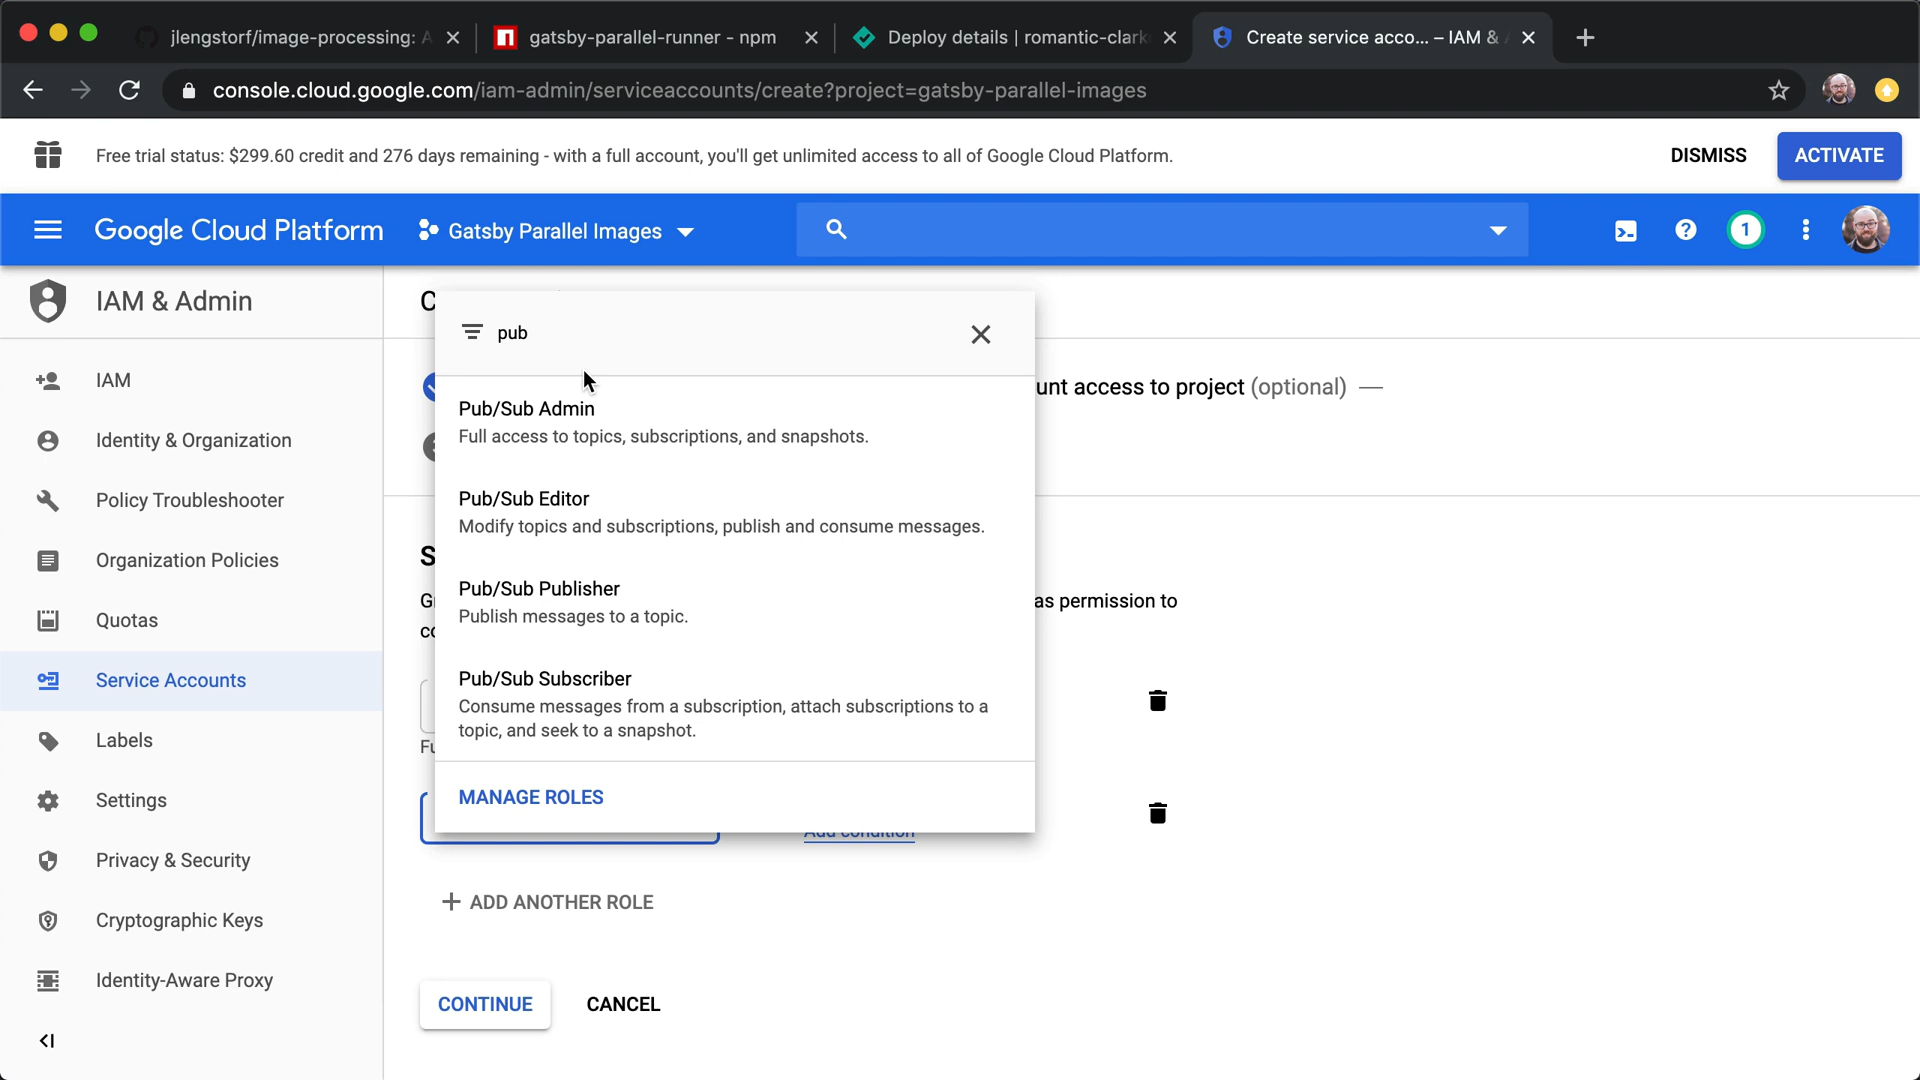 jlengstorf/image-processing: A
gatsby-parallel-runner - npm
Deploy details | romantic-clark
Create service acco... – IAM & A
console.cloud.google.com/iam-admin/serviceaccounts/create?project=gatsby-parallel-images
Free trial status: $299.60 credit and 276 days remaining - with a full account, you'll get unlimited access to all of Google Cloud Platform.
DISMISS
ACTIVATE
Google Cloud Platform
Gatsby Parallel Images
1
IAM & Admin
IAM
Identity & Organization
Policy Troubleshooter
Organization Policies
Quotas
Service Accounts
Labels
Settings
Privacy & Security
Cryptographic Keys
Identity-Aware Proxy
C
pub
unt access to project (optional)
Pub/Sub Admin
Full access to topics, subscriptions, and snapshots.
Pub/Sub Editor
Modify topics and subscriptions, publish and consume messages.
S
Pub/Sub Publisher
Publish messages to a topic.
as permission to
Pub/Sub Subscriber
Consume messages from a subscription, attach subscriptions to a
topic, and seek to a snapshot.
MANAGE ROLES
Add condition
ADD ANOTHER ROLE
CONTINUE
CANCEL